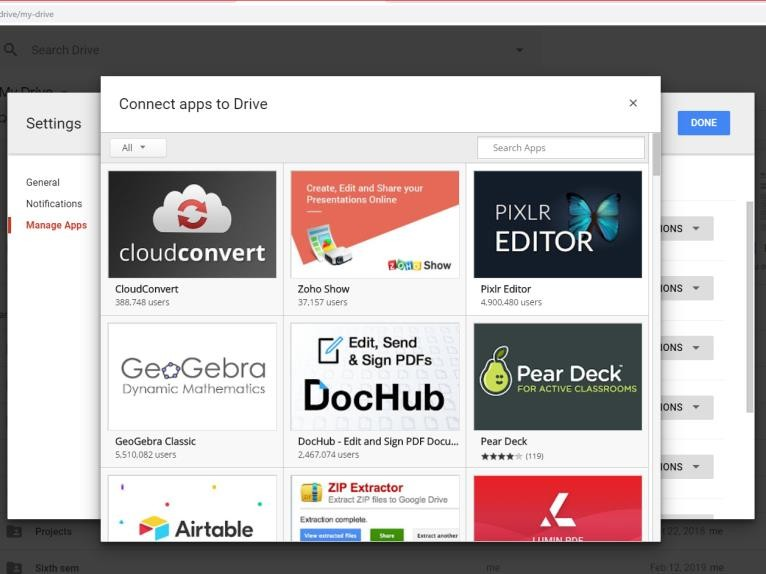 drive/my-drive
Search Drive
My Drive
Settings
DONE
General
Notifications
Manage Apps
Connect apps to Drive
×
All
Search Apps
cloudconvert
CloudConvert
388,748 users
Create, Edit and Share your
Presentations Online
ZOHO Show
Zoho Show
37,157 users
PIXLR
EDITOR
Pixlr Editor
4,900,480 users
GeoGebra
Dynamic Mathematics
GeoGebra Classic
5,510,082 users
Edit, Send
& Sign PDFs
DocHub
DocHub - Edit and Sign PDF Docu...
2,467,074 users
Pear Deck™
FOR ACTIVE CLASSROOMS
Pear Deck
(119)
Airtable
ZIP Extractor
Extract ZIP files to Google Drive
Extraction complete.
View extracted files
Share
Extract another
LUMIN PDF
IONS
IONS
IONS
IONS
IONS
Projects
22, 2018 me
Sixth sem
me
Feb 12, 2019 me